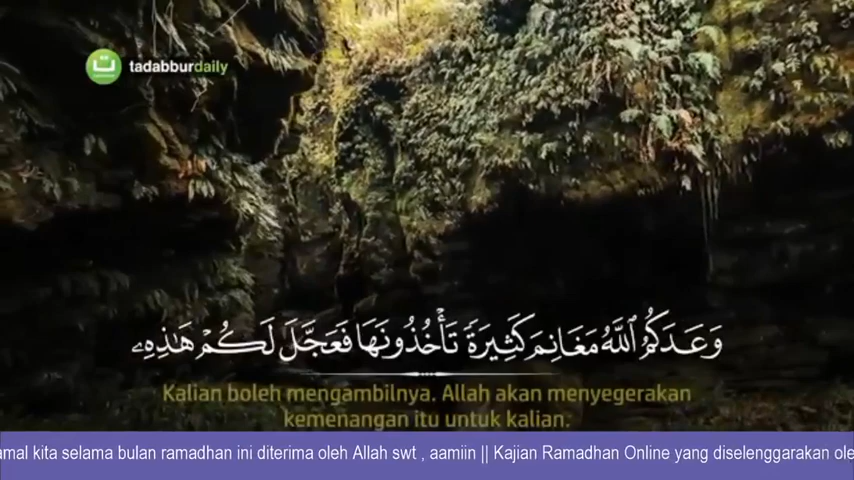 tadabburdaily
وَعَدَكُمُ ٱللَّهُ مَغَانِمَ كَثِيرَةً تَأْخُذُونَهَا فَعَجَّلَ لَكُمْ هَٰذِهِۦ
Kalian boleh mengambilnya. Allah akan menyegerakan
kemenangan itu untuk kalian.
amal kita selama bulan ramadhan ini diterima oleh Allah swt , aamiin || Kajian Ramadhan Online yang diselenggarakan ole